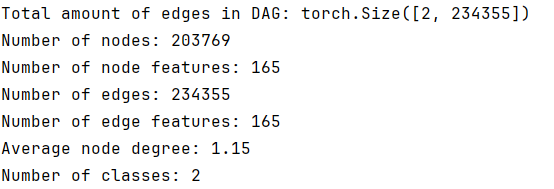 Total amount of edges in DAG: torch.Size([2, 234355])
Number of nodes: 203769
Number of node features: 165
Number of edges: 234355
Number of edge features: 165
Average node degree: 1.15
Number of classes: 2